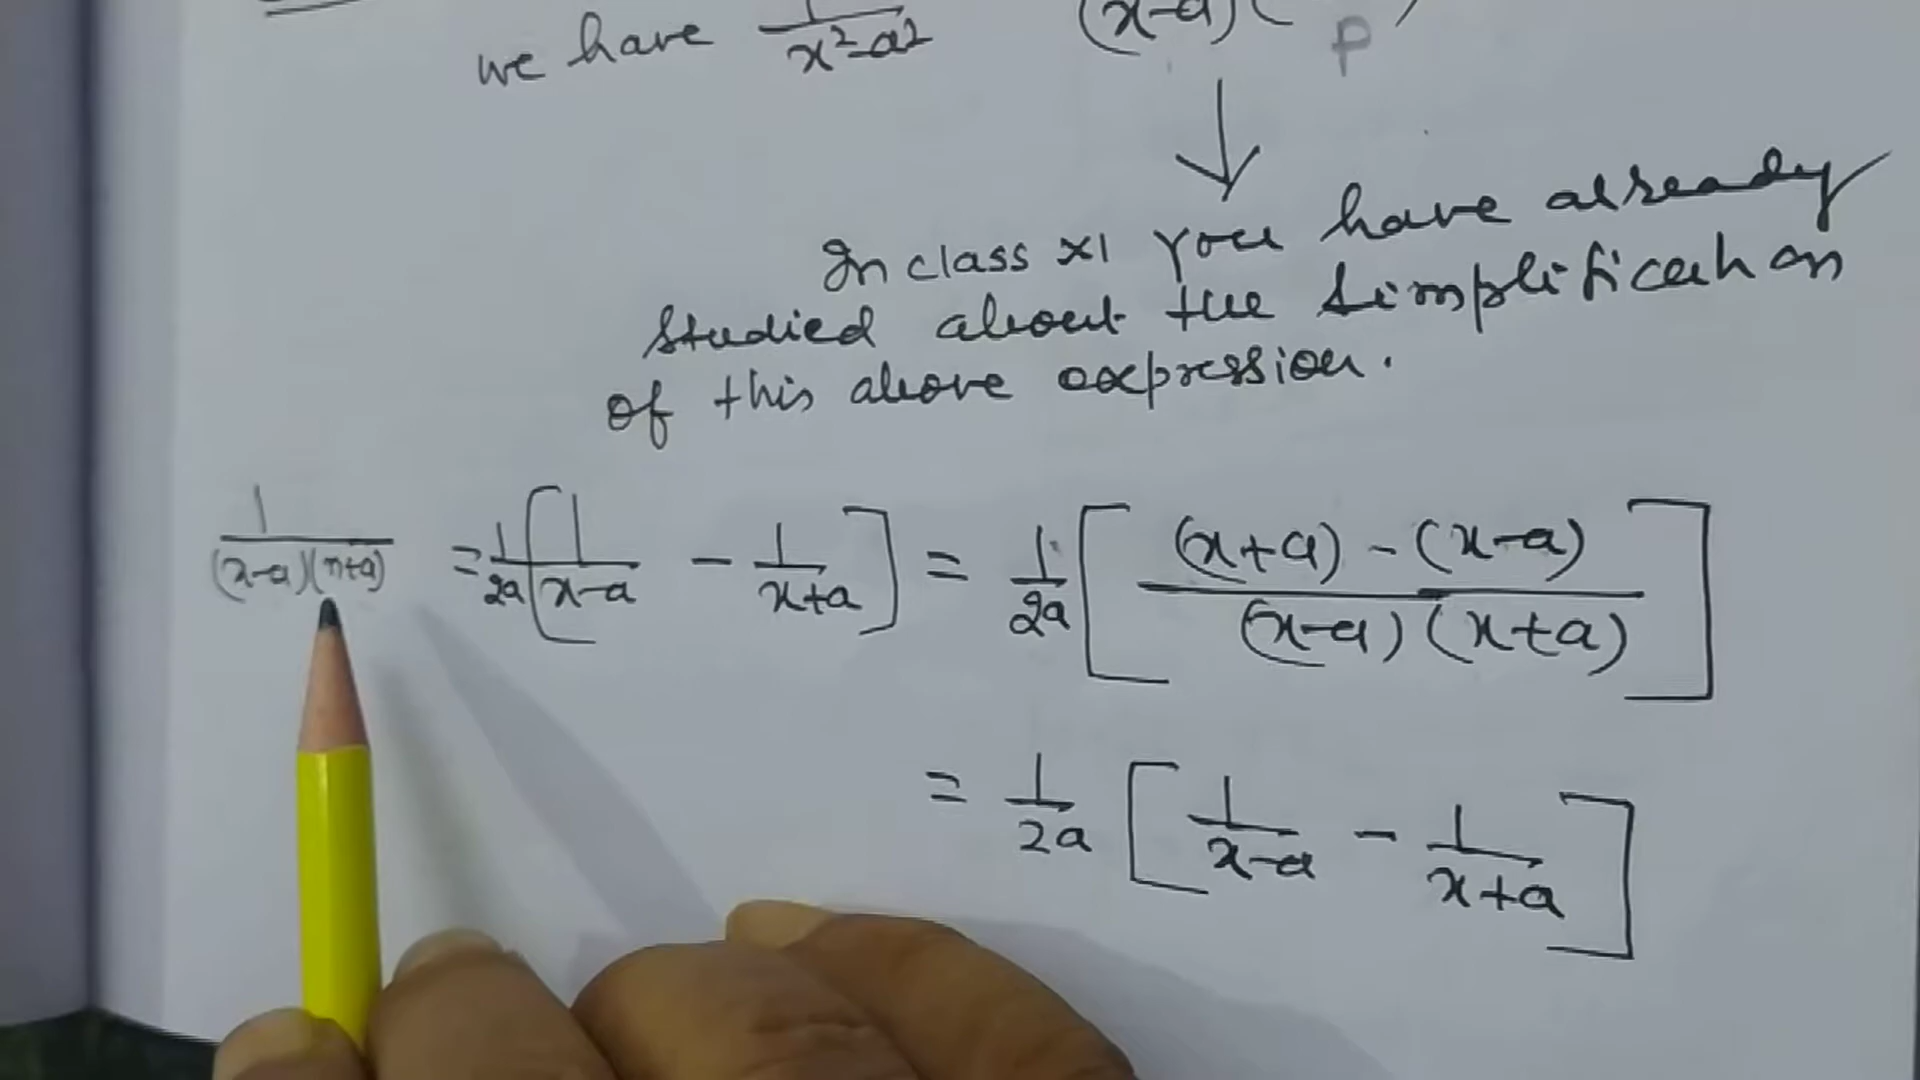 we have 1/(x²-a²) (x-a)( p
↓
In class XI you have already
studied about the simplification
of this above expression.
1/((x-a)(x+a)) = 1/2a [1/(x-a) - 1/(x+a)] = 1/2a [((x+a) - (x-a))/((x-a)(x+a))]
= 1/2a [1/(x-a) - 1/(x+a)]